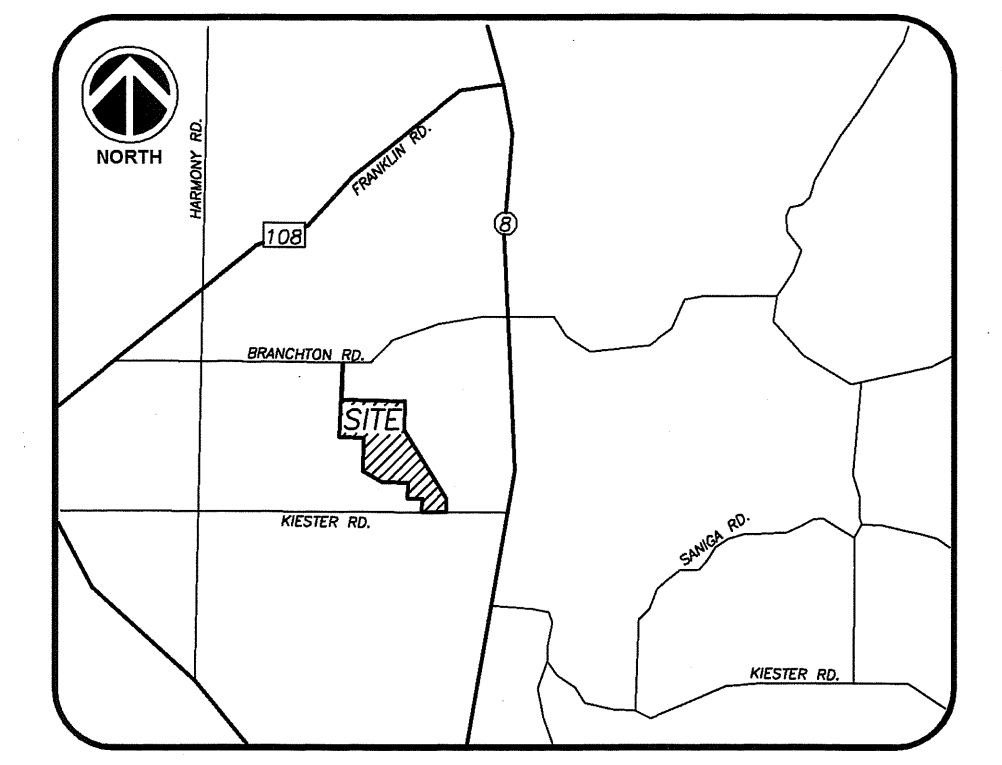 NORTH
HARMONY RD.
FRANKLIN RD.
108
8
BRANCHTON RD.
SITE
KIESTER RD.
SANIGA RD.
KIESTER RD.